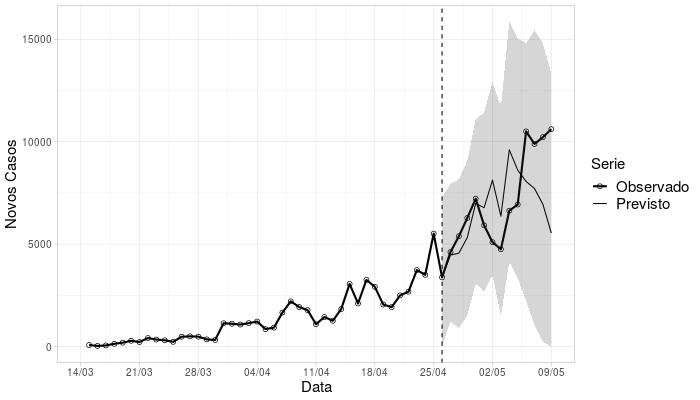 Novos Casos
15000
10000
5000
0
14/03 21/03 28/03 04/04 11/04 18/04 25/04 02/05 09/05
Data
Serie
Observado
Previsto